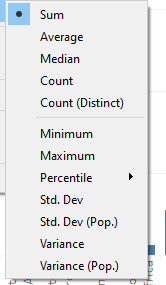 Sum
Average
Median
Count
Count (Distinct)
Minimum
Maximum
Percentile
Std. Dev
Std. Dev (Pop.)
Variance
Variance (Pop.)